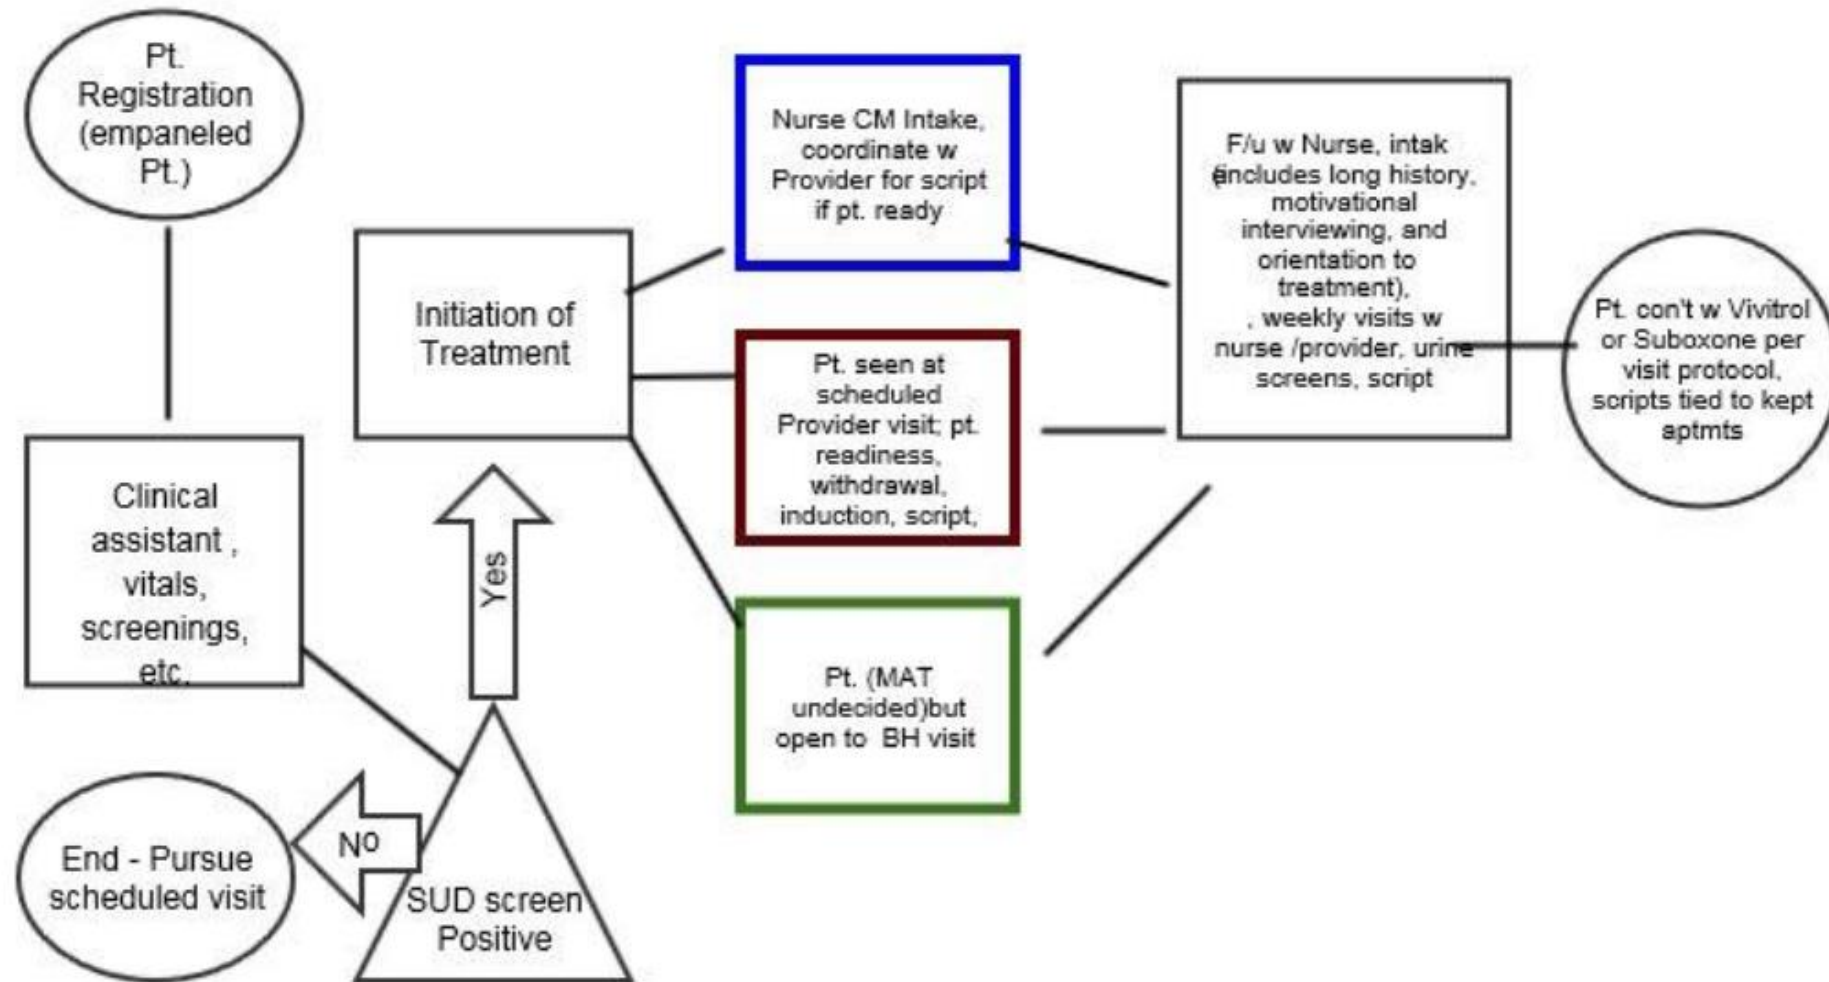 Pt.
Registration
(empaneled
Pt.)
Clinical
assistant ,
vitals,
screenings,
etc.
End - Pursue
scheduled visit
No
SUD screen
Positive
Yes
Initiation of
Treatment
Nurse CM Intake,
coordinate w
Provider for script
if pt. ready
Pt. seen at
scheduled
Provider visit; pt.
readiness,
withdrawal,
induction, script,
Pt. (MAT
undecided)but
open to BH visit
F/u w Nurse, intak
e(includes long history,
motivational
interviewing, and
orientation to
treatment),
, weekly visits w
nurse /provider, urine
screens, script
Pt. con't w Vivitrol
or Suboxone per
visit protocol,
scripts tied to kept
aptmts